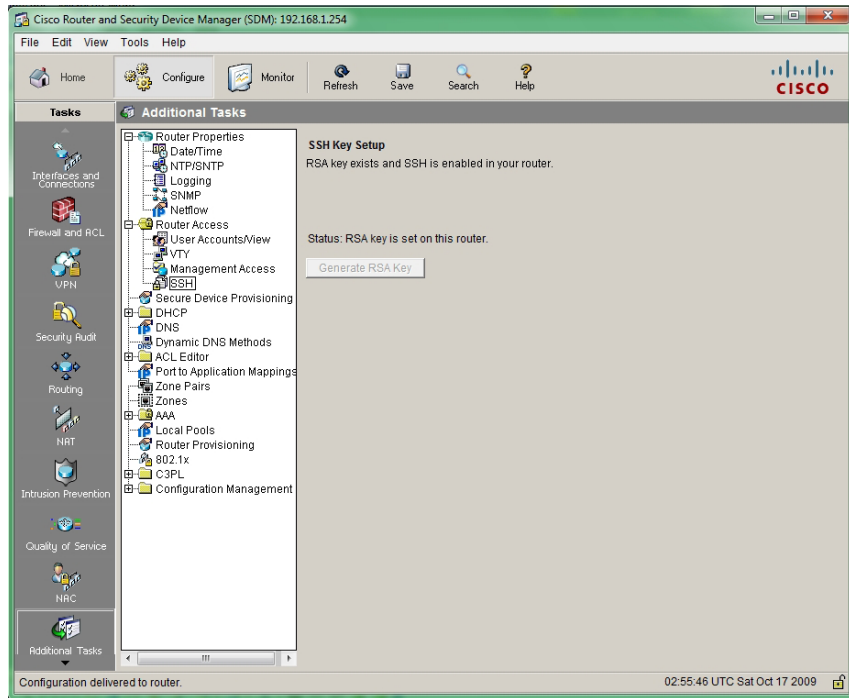 Cisco Router and Security Device Manager (SDM): 192.168.1.254
File Edit View Tools Help
Home
Configure
Monitor
Refresh
Save
Search
Help
CISCO
Tasks
Additional Tasks
Interfaces and
Connections
Firewall and ACL
VPN
Security Audit
Routing
NAT
Intrusion Prevention
Quality of Service
NAC
Additional Tasks
Router Properties
Date/Time
NTP/SNTP
Logging
SNMP
Netflow
Router Access
User Accounts/View
VTY
Management Access
SSH
Secure Device Provisioning
DHCP
DNS
Dynamic DNS Methods
ACL Editor
Port to Application Mappings
Zone Pairs
Zones
AAA
Local Pools
Router Provisioning
802.1x
C3PL
Configuration Management
SSH Key Setup
RSA key exists and SSH is enabled in your router.
Status: RSA key is set on this router.
Generate RSA Key
Configuration delivered to router.
02:55:46 UTC Sat Oct 17 2009